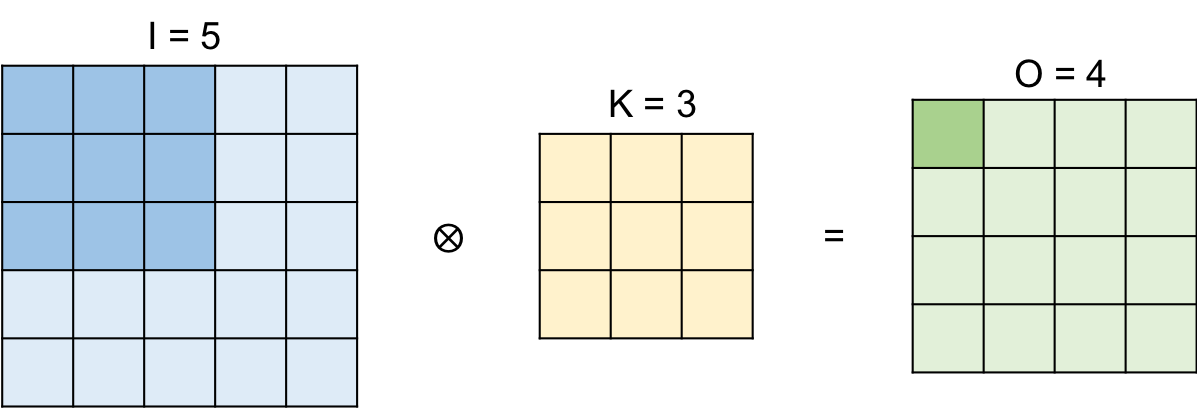 I = 5
K = 3
O = 4
⊗
=